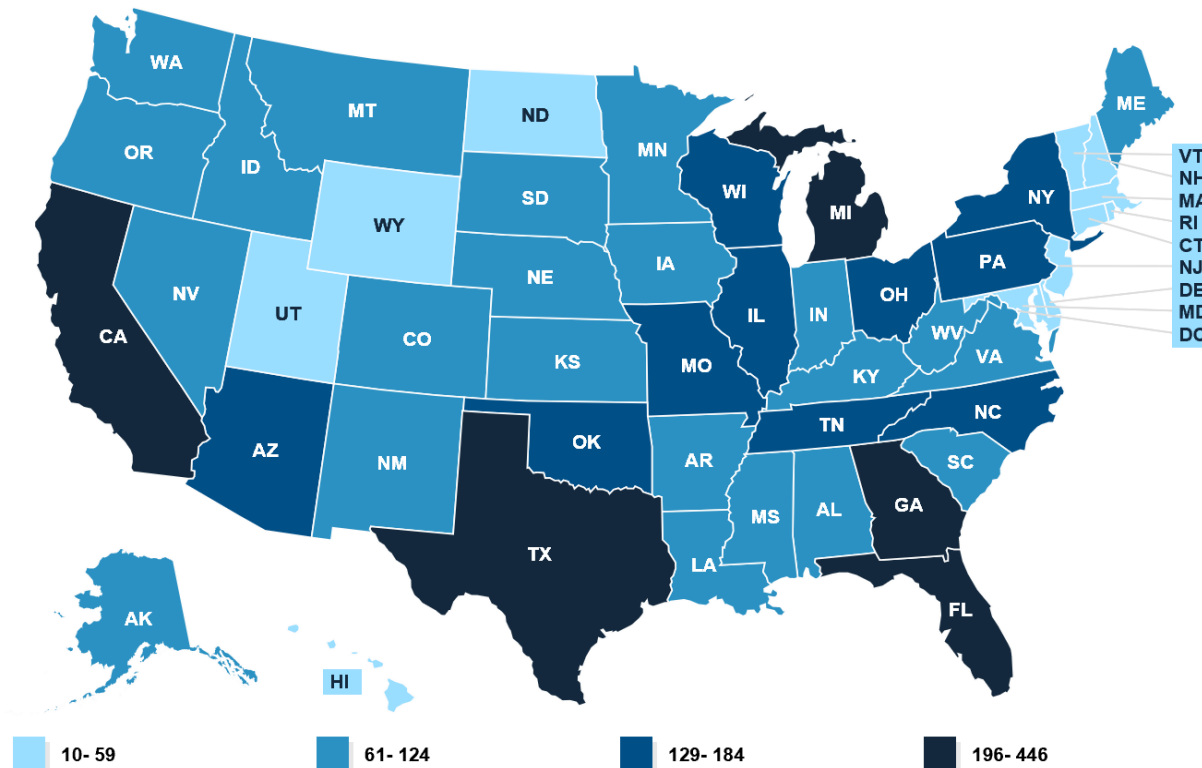 WA
MT
ND
MN
ME
OR
ID
SD
WI
MI
NY
VT
NH
MA
RI
CT
NJ
DE
MD
DC
WY
IA
NE
PA
NV
UT
CO
IL
IN
OH
WV
VA
CA
KS
MO
KY
AZ
NM
OK
TN
NC
AR
SC
MS
AL
GA
TX
LA
FL
AK
HI
10- 59
61- 124
129- 184
196- 446